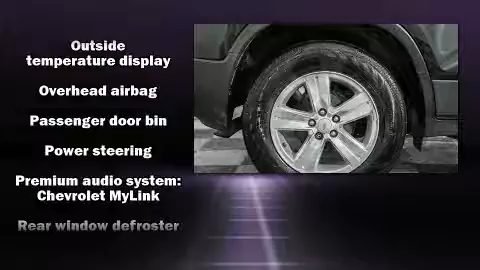 Outside
temperature display
Overhead airbag
Passenger door bin
Power steering
Premium audio system:
Chevrolet MyLink
Rear window defroster